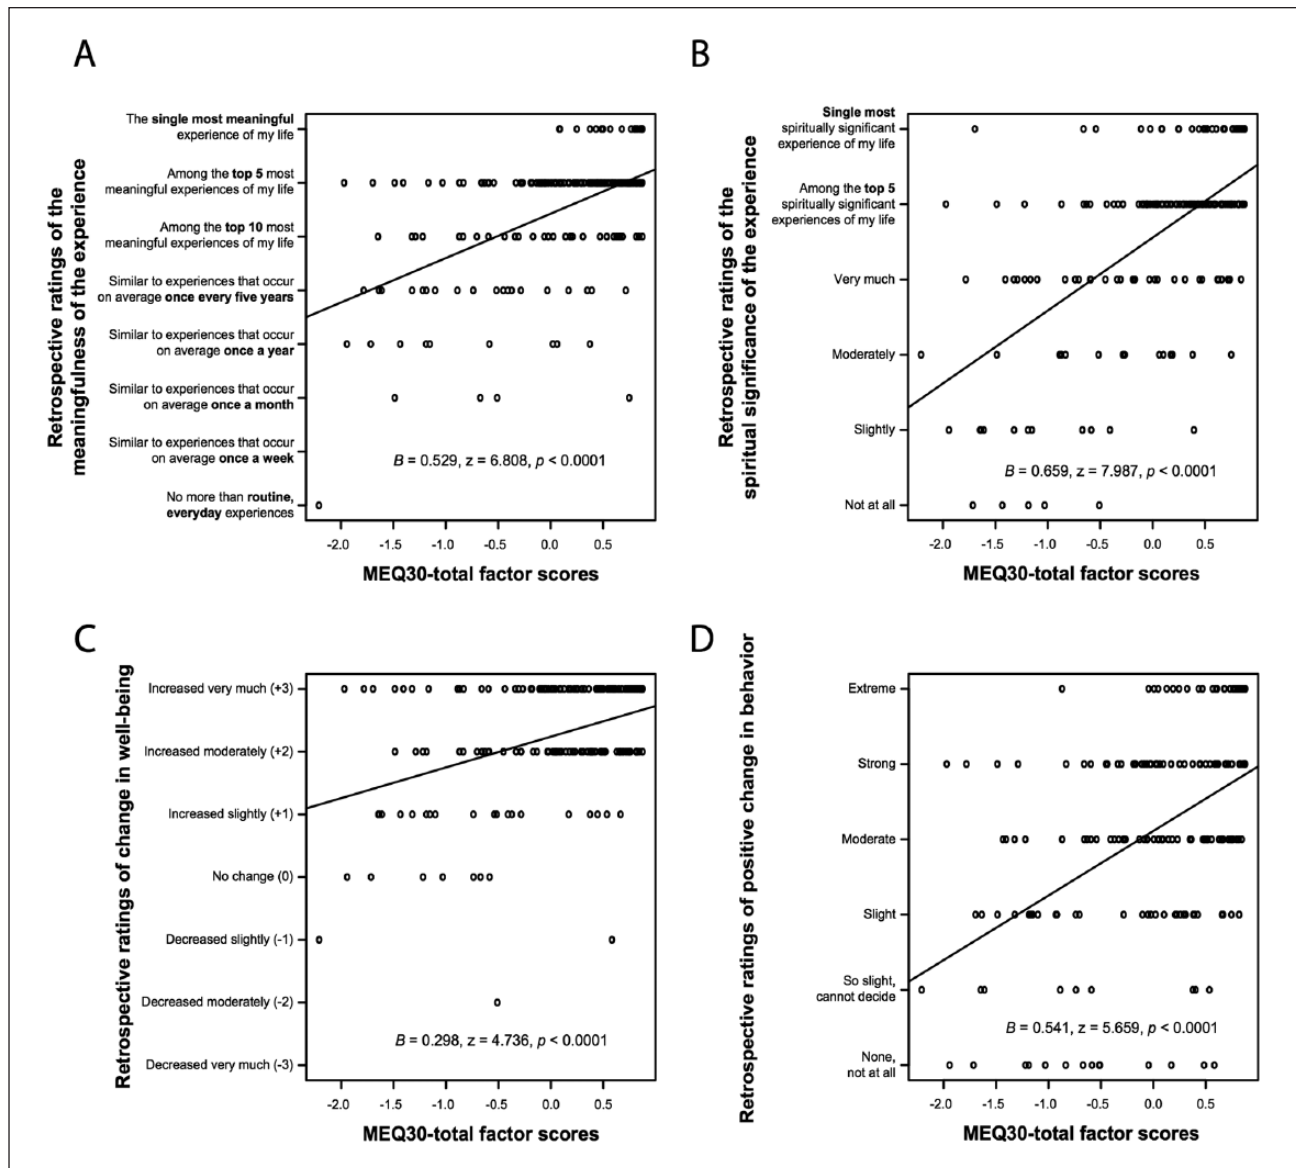 A
Retrospective ratings of the
meaningfulness of the experience
The single most meaningful
experience of my life
Among the top 5 most
meaningful experiences of my life
Among the top 10 most
meaningful experiences of my life
Similar to experiences that occur
on average once every five years
Similar to experiences that occur
on average once a year
Similar to experiences that occur
on average once a month
Similar to experiences that occur
on average once a week
No more than routine,
everyday experiences
B = 0.529, z = 6.808, p < 0.0001
-2.0 -1.5 -1.0 -0.5 0.0 0.5
MEQ30-total factor scores
B
Retrospective ratings of the
spiritual significance of the experience
Single most
spiritually significant
experience of my life
Among the top 5
spiritually significant
experiences of my life
Very much
Moderately
Slightly
Not at all
B = 0.659, z = 7.987, p < 0.0001
-2.0 -1.5 -1.0 -0.5 0.0 0.5
MEQ30-total factor scores
C
Retrospective ratings of change in well-being
Increased very much (+3)
Increased moderately (+2)
Increased slightly (+1)
No change (0)
Decreased slightly (-1)
Decreased moderately (-2)
Decreased very much (-3)
B = 0.298, z = 4.736, p < 0.0001
-2.0 -1.5 -1.0 -0.5 0.0 0.5
MEQ30-total factor scores
D
Retrospective ratings of positive change in behavior
Extreme
Strong
Moderate
Slight
So slight,
cannot decide
None,
not at all
B = 0.541, z = 5.659, p < 0.0001
-2.0 -1.5 -1.0 -0.5 0.0 0.5
MEQ30-total factor scores